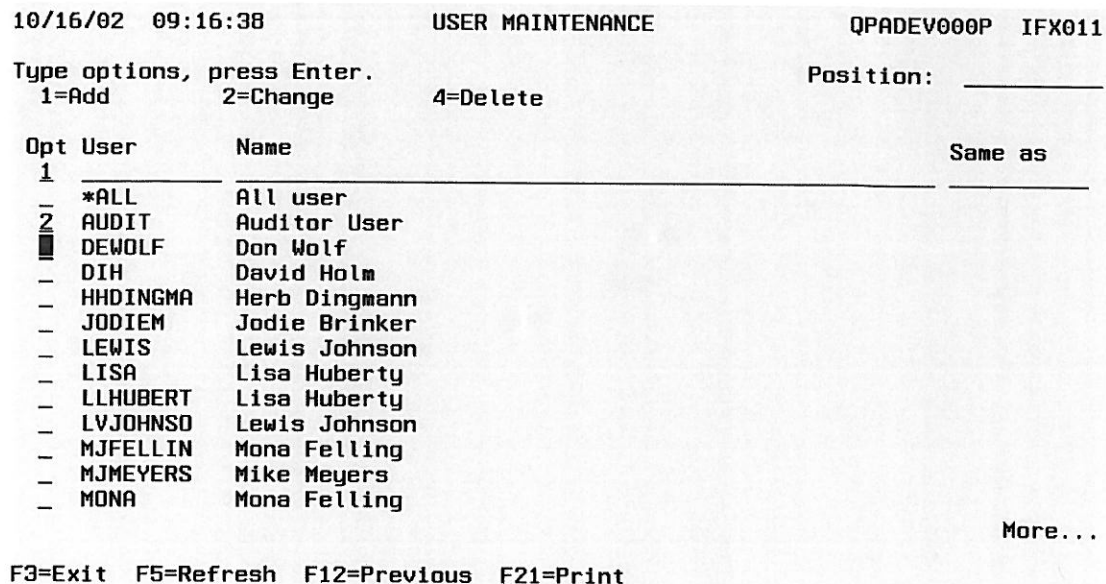 10/16/02 09:16:38 USER MAINTENANCE QPADEV000P IFX011
Type options, press Enter. Position:
1=Add 2=Change 4=Delete
Opt User Name Same as
1
_ *ALL All user
2 AUDIT Auditor User
DEWOLF Don Wolf
_ DIH David Holm
_ HHDINGMA Herb Dingmann
_ JODIEM Jodie Brinker
_ LEWIS Lewis Johnson
_ LISA Lisa Huberty
_ LLHUBERT Lisa Huberty
_ LVJOHNSO Lewis Johnson
_ MJFELLIN Mona Felling
_ MJMEYERS Mike Meyers
_ MONA Mona Felling
More...
F3=Exit F5=Refresh F12=Previous F21=Print